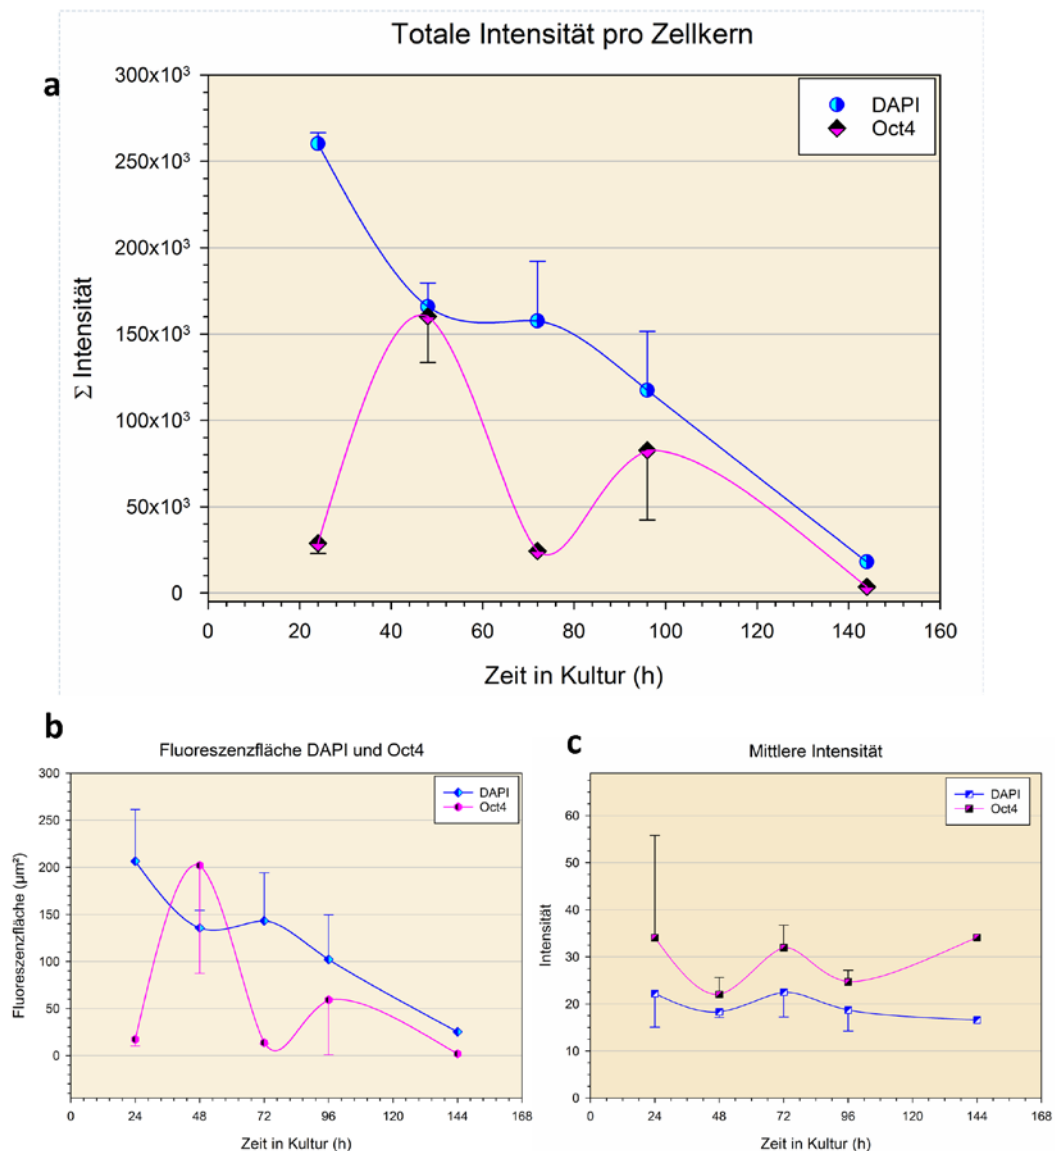 Totale Intensität pro Zellkern
a
300x10³
250x10³
200x10³
150x10³
100x10³
50x10³
0
Σ Intensität
DAPI
Oct4
0 20 40 60 80 100 120 140 160
Zeit in Kultur (h)
b
Fluoreszenzfläche DAPI und Oct4
300
250
200
150
100
50
0
Fluoreszenzfläche (µm²)
DAPI
Oct4
0 24 48 72 96 120 144 168
Zeit in Kultur (h)
c
Mittlere Intensität
60
50
40
30
20
10
0
Intensität
DAPI
Oct4
0 24 48 72 96 120 144 168
Zeit in Kultur (h)